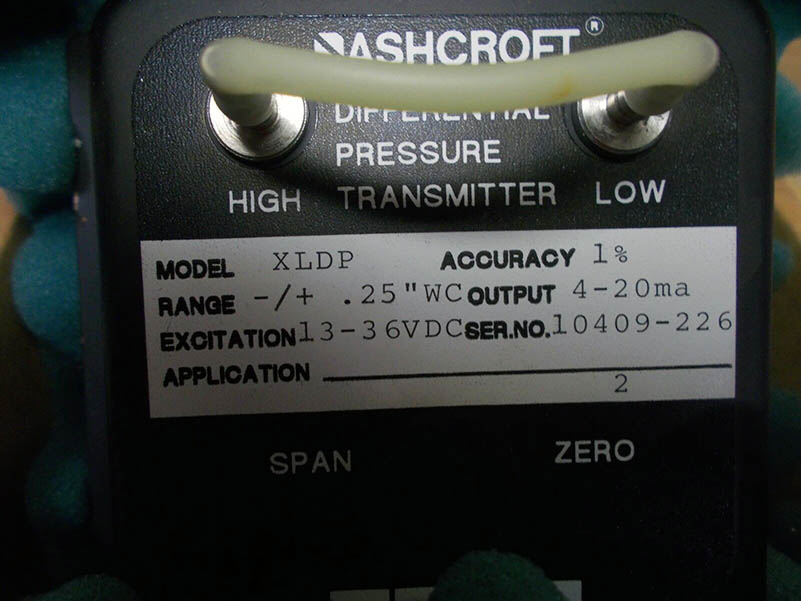 ASHCROFT®
DIFFERENTIAL
PRESSURE
HIGH TRANSMITTER LOW
MODEL XLDP ACCURACY 1%
RANGE -/+ .25"WC OUTPUT 4-20ma
EXCITATION 13-36VDC SER.NO. 10409-226
APPLICATION
2
SPAN ZERO